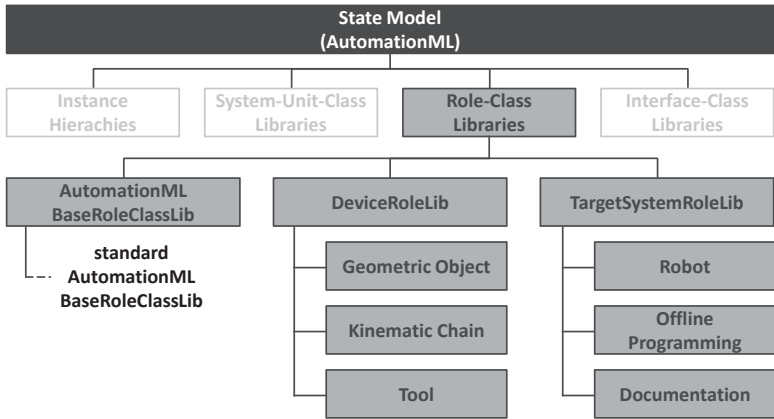 State Model
(AutomationML)
Instance
Hierachies
System-Unit-Class
Libraries
Role-Class
Libraries
Interface-Class
Libraries
AutomationML
BaseRoleClassLib
DeviceRoleLib
TargetSystemRoleLib
standard
AutomationML
BaseRoleClassLib
Geometric Object
Robot
Kinematic Chain
Offline
Programming
Tool
Documentation